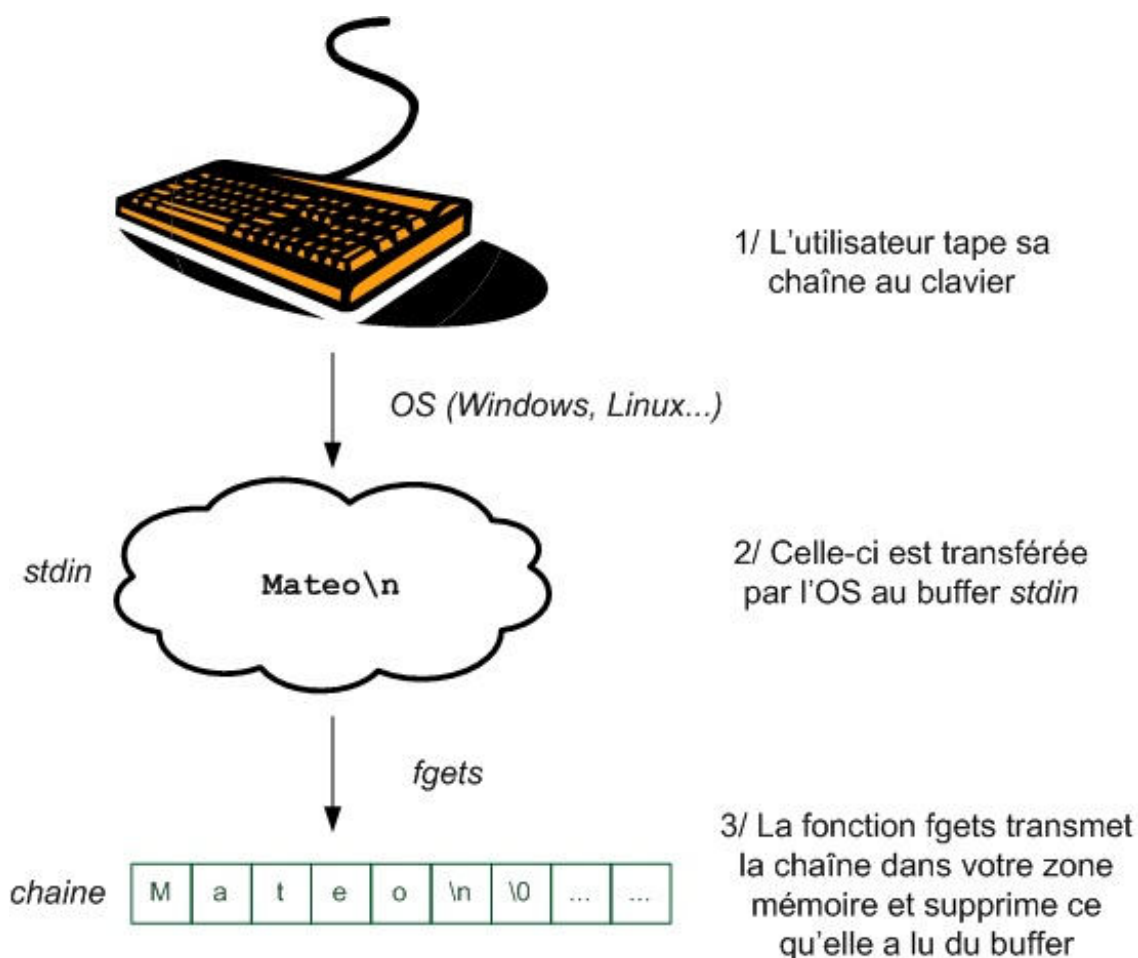 1/ L'utilisateur tape sa
chaîne au clavier
OS (Windows, Linux...)
stdin
Mateo\n
2/ Celle-ci est transférée
par l'OS au buffer stdin
fgets
3/ La fonction fgets transmet
la chaîne dans votre zone
mémoire et supprime ce
qu'elle a lu du buffer
chaine M a t e o \n \0 ... ...